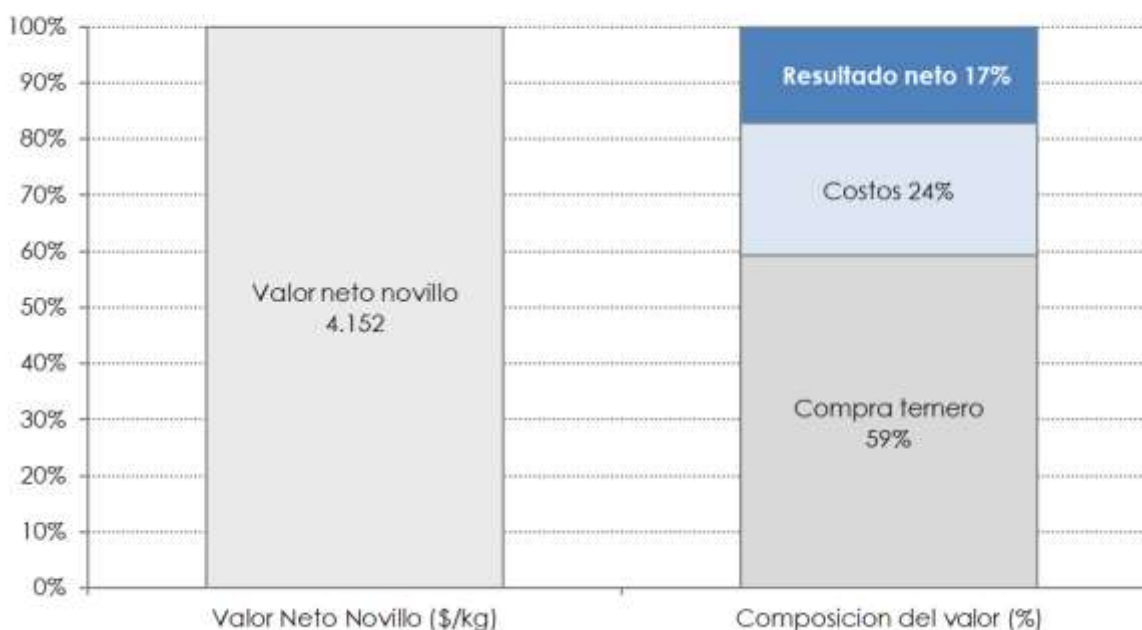 100%
90%
80%
70%
60%
50%
40%
30%
20%
10%
0%
Valor neto novillo
4.152
Resultado neto 17%
Costos 24%
Compra ternero
59%
Valor Neto Novillo ($/kg)
Composicion del valor (%)